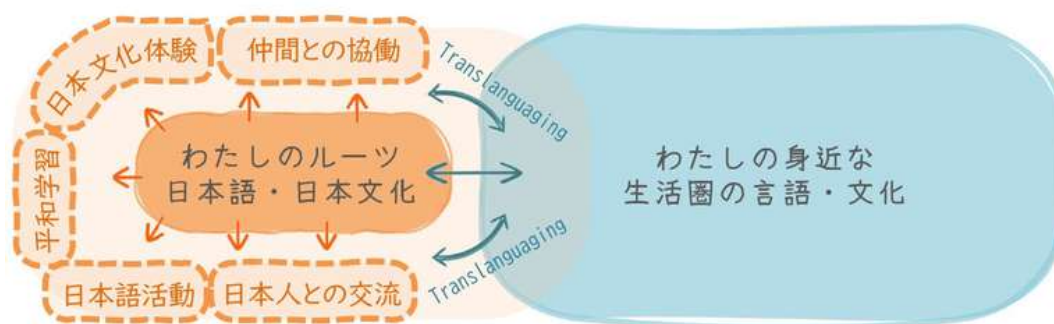 日本文化体験
仲間との協働
Translanguaging
平和学習
わたしのルーツ
日本語・日本文化
わたしの身近な
生活圏の言語・文化
日本語活動
日本人との交流
Translanguaging